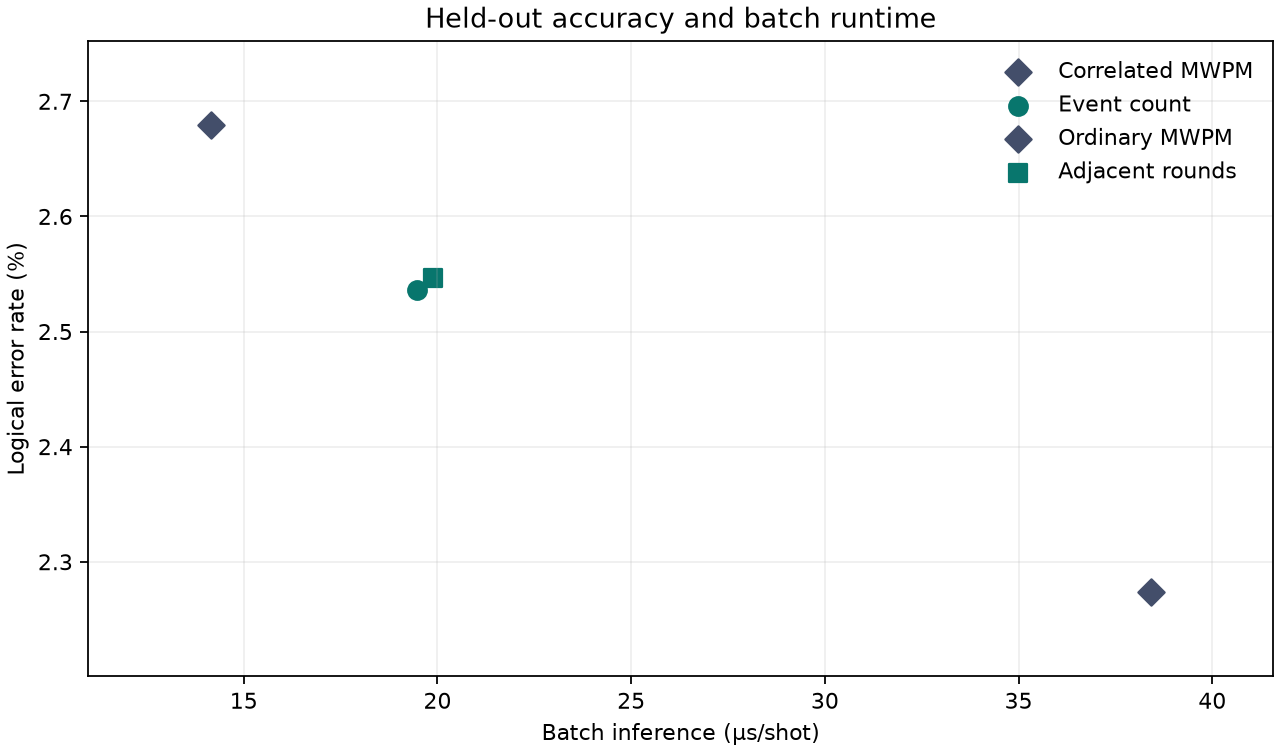 Held-out accuracy and batch runtime
Correlated MWPM
Event count
Ordinary MWPM
Adjacent rounds
Logical error rate (%)
2.7
2.6
2.5
2.4
2.3
15 20 25 30 35 40
Batch inference (µs/shot)